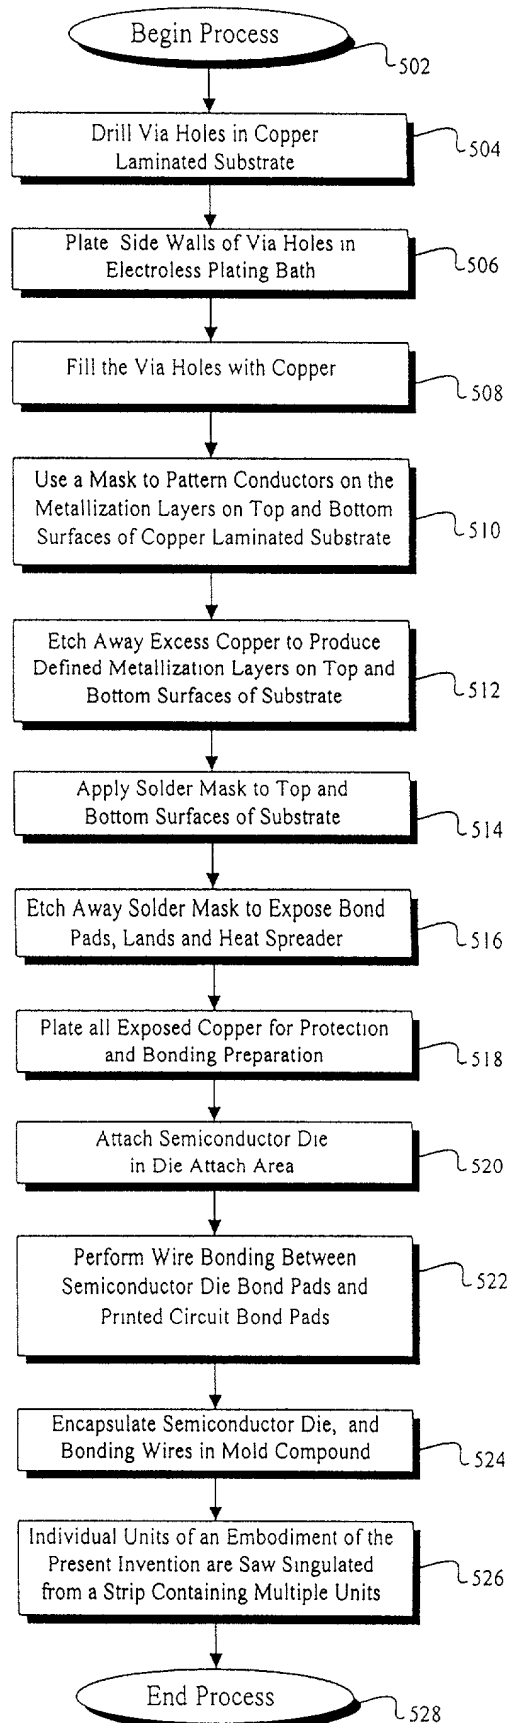 Begin Process
502
Drill Via Holes in Copper
Laminated Substrate
504
Plate Side Walls of Via Holes in
Electroless Plating Bath
506
Fill the Via Holes with Copper
508
Use a Mask to Pattern Conductors on the
Metallization Layers on Top and Bottom
Surfaces of Copper Laminated Substrate
510
Etch Away Excess Copper to Produce
Defined Metallization Layers on Top and
Bottom Surfaces of Substrate
512
Apply Solder Mask to Top and
Bottom Surfaces of Substrate
514
Etch Away Solder Mask to Expose Bond
Pads, Lands and Heat Spreader
516
Plate all Exposed Copper for Protection
and Bonding Preparation
518
Attach Semiconductor Die
in Die Attach Area
520
Perform Wire Bonding Between
Semiconductor Die Bond Pads and
Printed Circuit Bond Pads
522
Encapsulate Semiconductor Die, and
Bonding Wires in Mold Compound
524
Individual Units of an Embodiment of the
Present Invention are Saw Singulated
from a Strip Containing Multiple Units
526
End Process
528